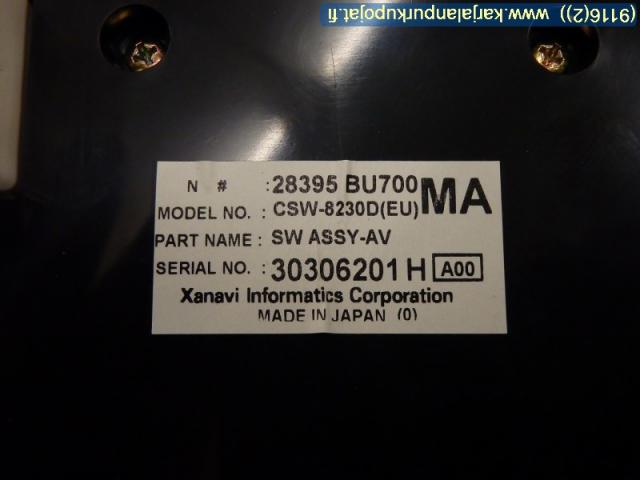 (9116(2)) www.karjalanpurkupojat.fi
N # : 28395 BU700 MA
MODEL NO. : CSW-8230D(EU)
PART NAME : SW ASSY-AV
SERIAL NO. : 30306201 H A00
Xanavi Informatics Corporation
MADE IN JAPAN (0)